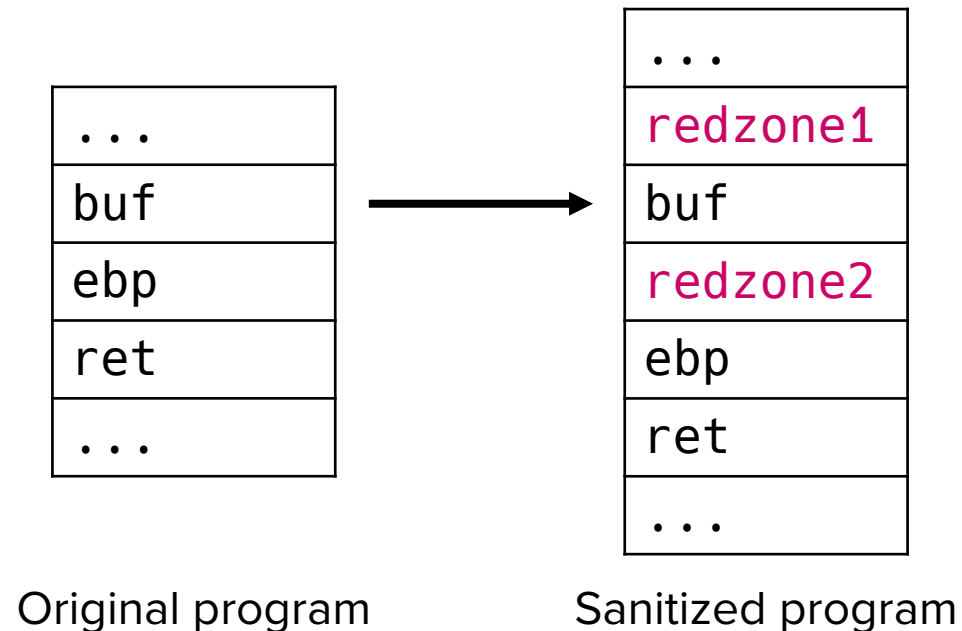 ...
buf
ebp
ret
...
Original program
...
redzone1
buf
redzone2
ebp
ret
...
Sanitized program